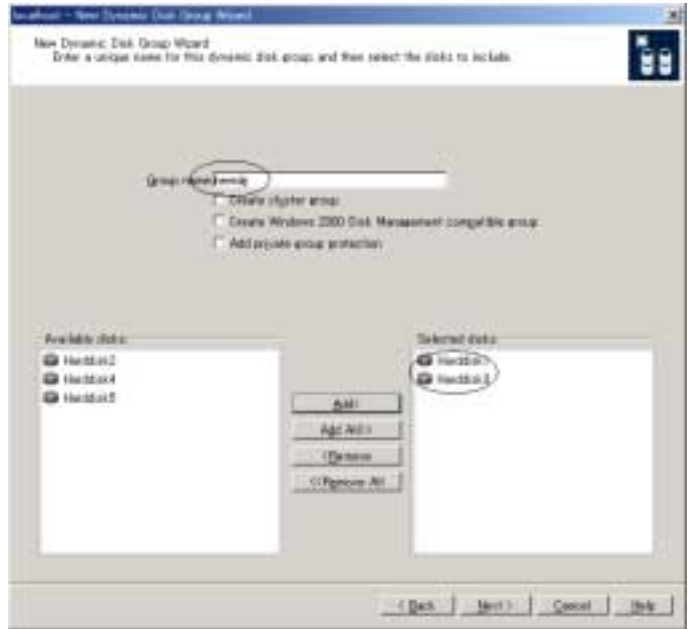 localhost - New Dynamic Disk Group Wizard
New Dynamic Disk Group Wizard
Enter a unique name for this dynamic disk group, and then select the disks to include.
Group name:
Create cluster group
Create Windows 2000 Disk Management compatible group
Add private group protection
Available disks:
Harddisk2
Harddisk4
Harddisk5
Add>
Add All>>
<Remove
<<Remove All
Selected disks:
Harddisk1
< Back
Next >
Cancel
Help